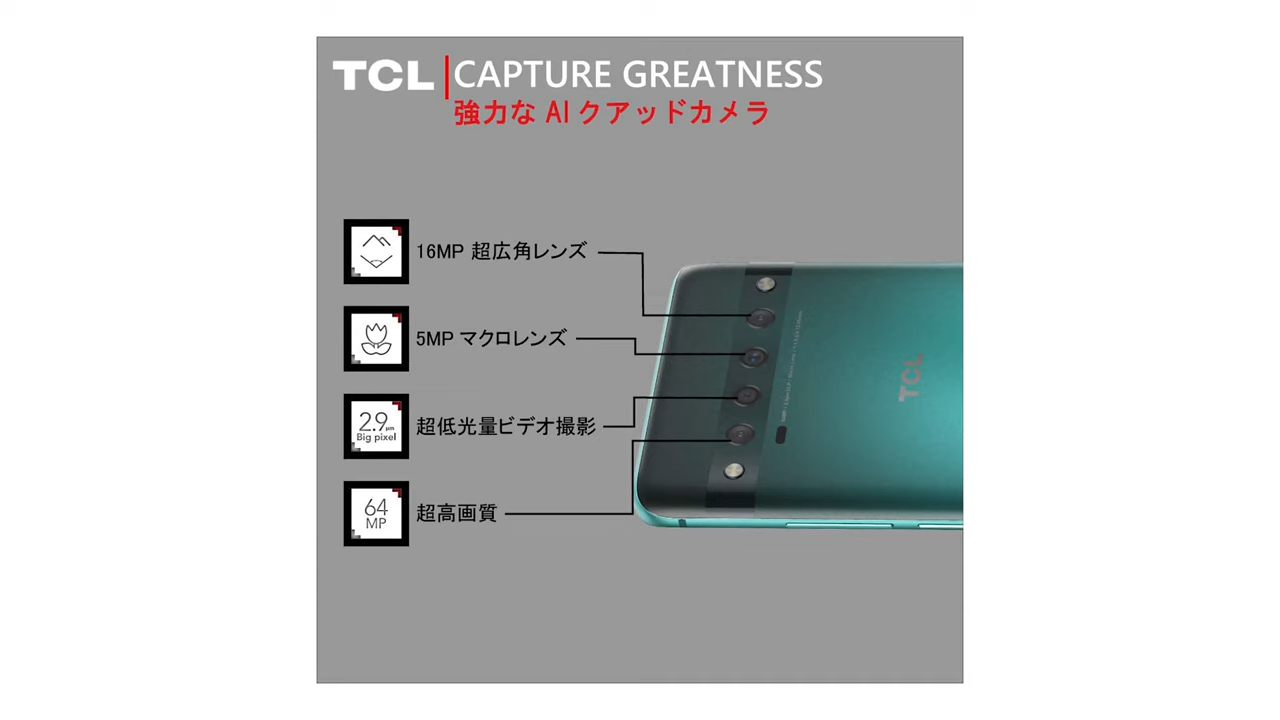 TCL CAPTURE GREATNESS
強力な AI クアッドカメラ
16MP 超広角レンズ
5MP マクロレンズ
2.9μm
Big pixel
超低光量ビデオ撮影
64
MP
超高画質
TCL